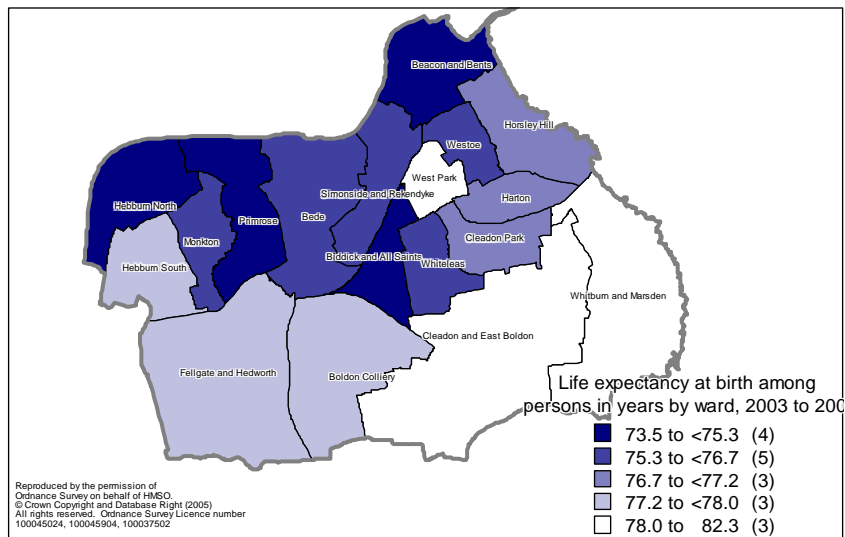 Beacon and Bents
Horsley Hill
Westoe
West Park
Simonside and Rekendyke
Harton
Hebburn North
Primrose
Bede
Monkton
Cleadon Park
Biddick and All Saints
Whiteleas
Hebburn South
Whitburn and Marsden
Cleadon and East Boldon
Fellgate and Hedworth
Boldon Colliery
Life expectancy at birth among
persons in years by ward, 2003 to 200
73.5 to <75.3 (4)
75.3 to <76.7 (5)
76.7 to <77.2 (3)
77.2 to <78.0 (3)
78.0 to 82.3 (3)
Reproduced by the permission of
Ordnance Survey on behalf of HMSO.
© Crown Copyright and Database Right (2005)
All rights reserved. Ordnance Survey Licence number
100045024, 100045904, 100037502